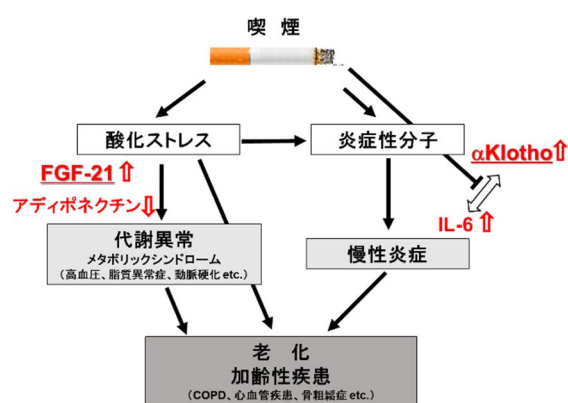 喫 煙
酸化ストレス
炎症性分子
FGF-21⇧
αKlotho⇧
アディポネクチン⇩
IL-6⇧
代謝異常
メタボリックシンドローム
(高血圧、脂質異常症、動脈硬化 etc.)
慢性炎症
老 化
加齢性疾患
(COPD、心血管疾患、骨粗鬆症 etc.)